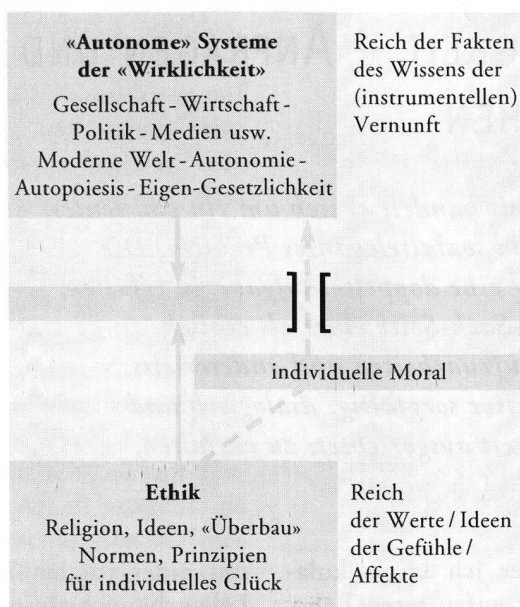 «Autonome» Systeme
der «Wirklichkeit»
Gesellschaft - Wirtschaft -
Politik - Medien usw.
Moderne Welt - Autonomie -
Autopoiesis - Eigen-Gesetzlichkeit
Reich der Fakten
des Wissens der
(instrumentellen)
Vernunft
] [
individuelle Moral
Ethik
Religion, Ideen, «Überbau»
Normen, Prinzipien
für individuelles Glück
Reich
der Werte / Ideen
der Gefühle /
Affekte